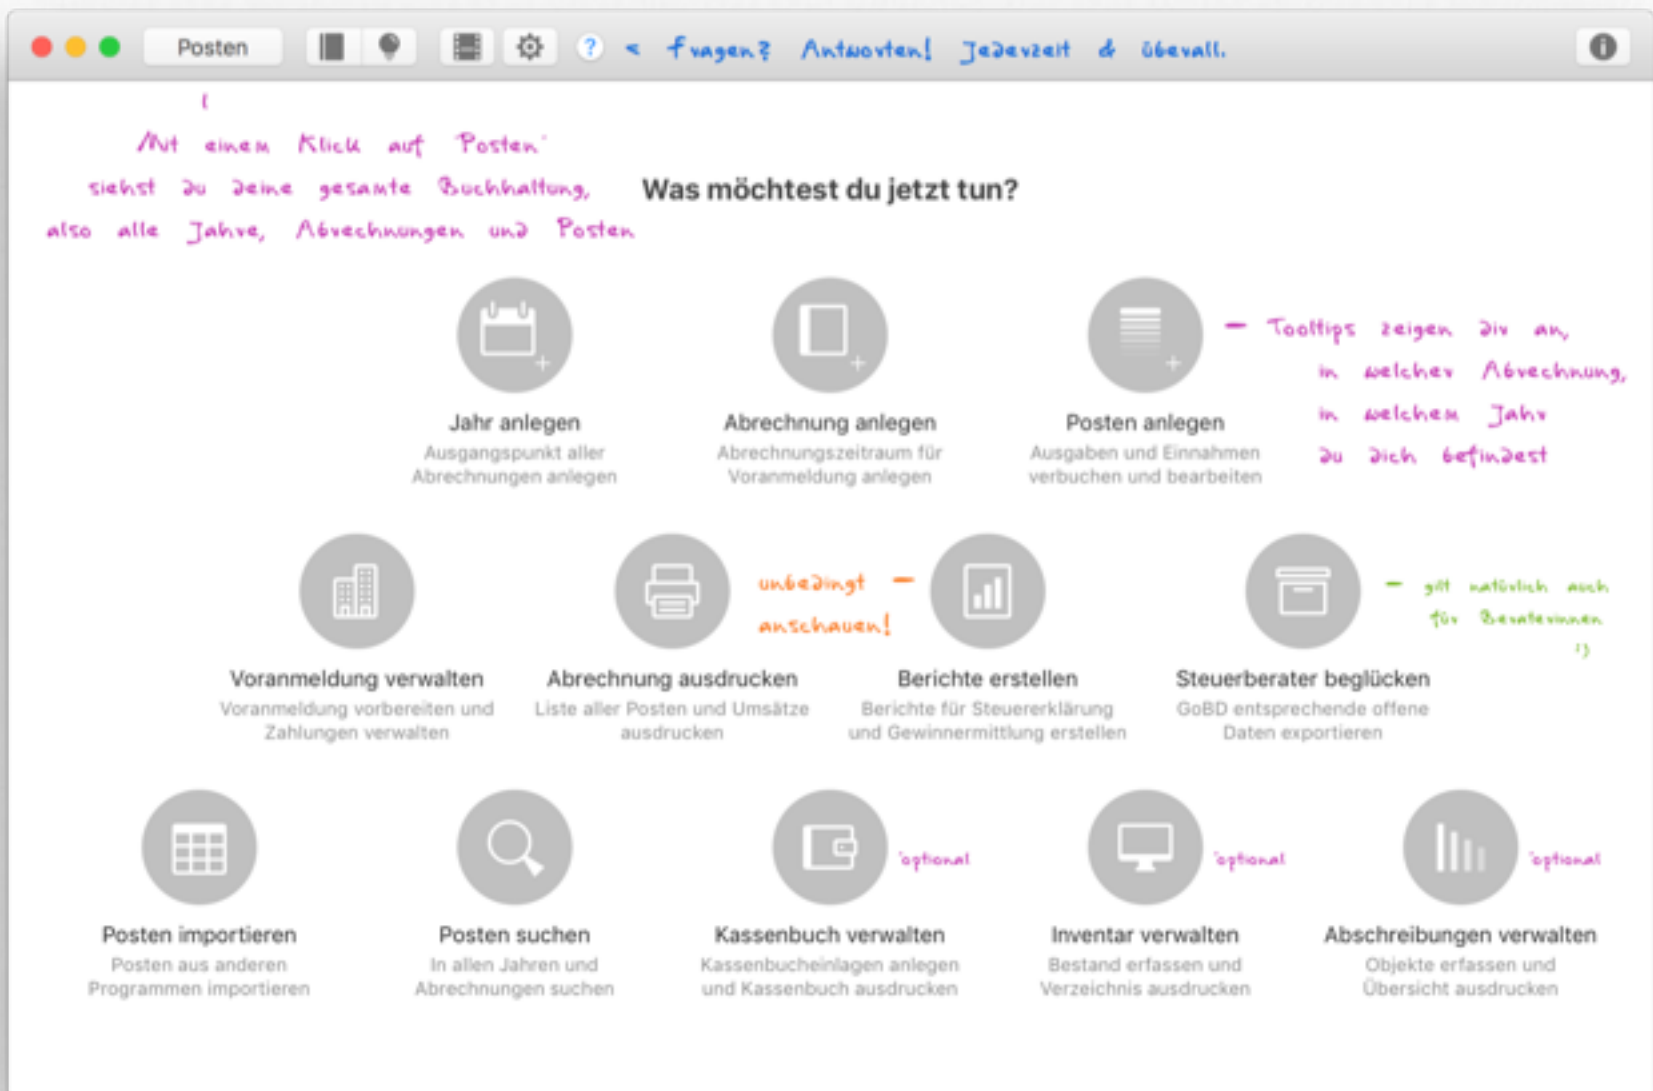 Posten ? < Fragen? Antworten! Jederzeit & überall.
Mit einem Klick auf 'Posten'
siehst du deine gesamte Buchhaltung,
also alle Jahre, Abrechnungen und Posten
Was möchtest du jetzt tun?
Jahr anlegen
Ausgangspunkt aller
Abrechnungen anlegen
Abrechnung anlegen
Abrechnungszeitraum für
Voranmeldung anlegen
Posten anlegen
Ausgaben und Einnahmen
verbuchen und bearbeiten
– Tooltips zeigen dir an,
in welcher Abrechnung,
in welchem Jahr
du dich befindest
Voranmeldung verwalten
Voranmeldung vorbereiten und
Zahlungen verwalten
Abrechnung ausdrucken
Liste aller Posten und Umsätze
ausdrucken
unbedingt –
anschauen!
Berichte erstellen
Berichte für Steuererklärung
und Gewinnermittlung erstellen
Steuerberater beglücken
GoBD entsprechende offene
Daten exportieren
– gilt natürlich auch
für Beraterinnen
:)
Posten importieren
Posten aus anderen
Programmen importieren
Posten suchen
In allen Jahren und
Abrechnungen suchen
'optional
Kassenbuch verwalten
Kassenbucheinlagen anlegen
und Kassenbuch ausdrucken
'optional
Inventar verwalten
Bestand erfassen und
Verzeichnis ausdrucken
'optional
Abschreibungen verwalten
Objekte erfassen und
Übersicht ausdrucken